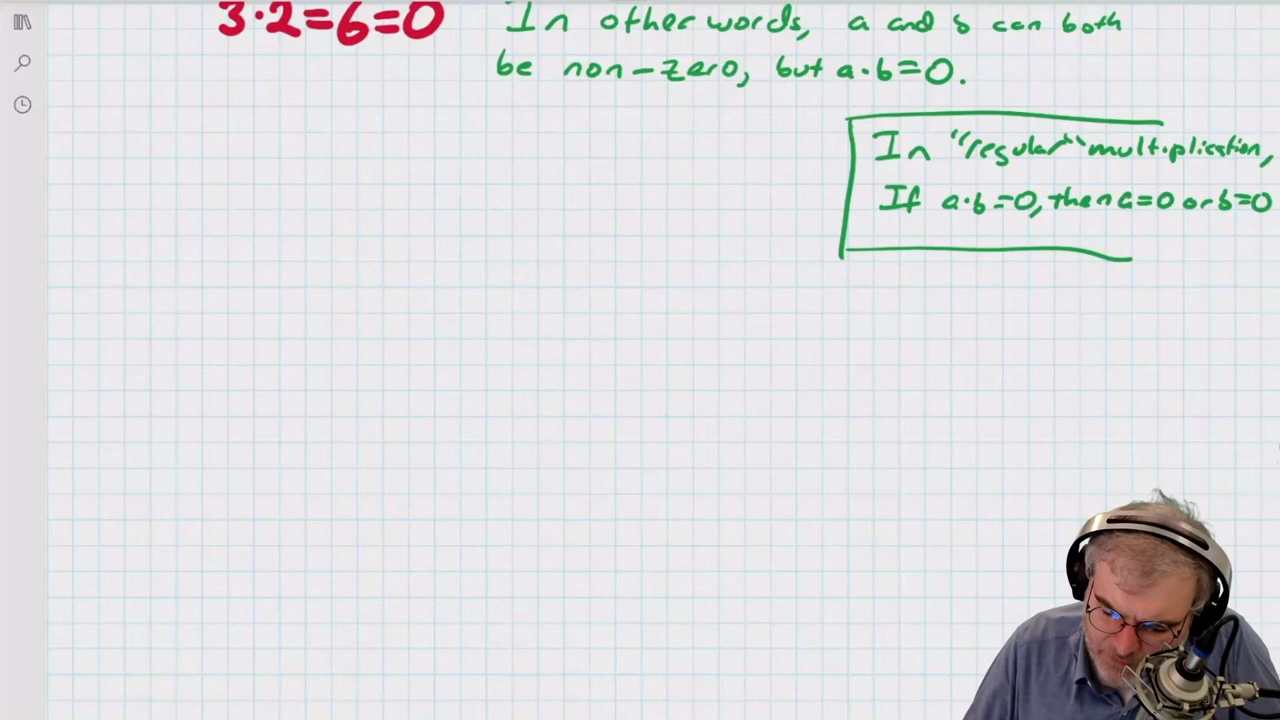 3·2=6=0
In other words, a and b can both
be non-zero, but a·b=0.
In "regular" multiplication,
If a·b=0, then a=0 or b=0